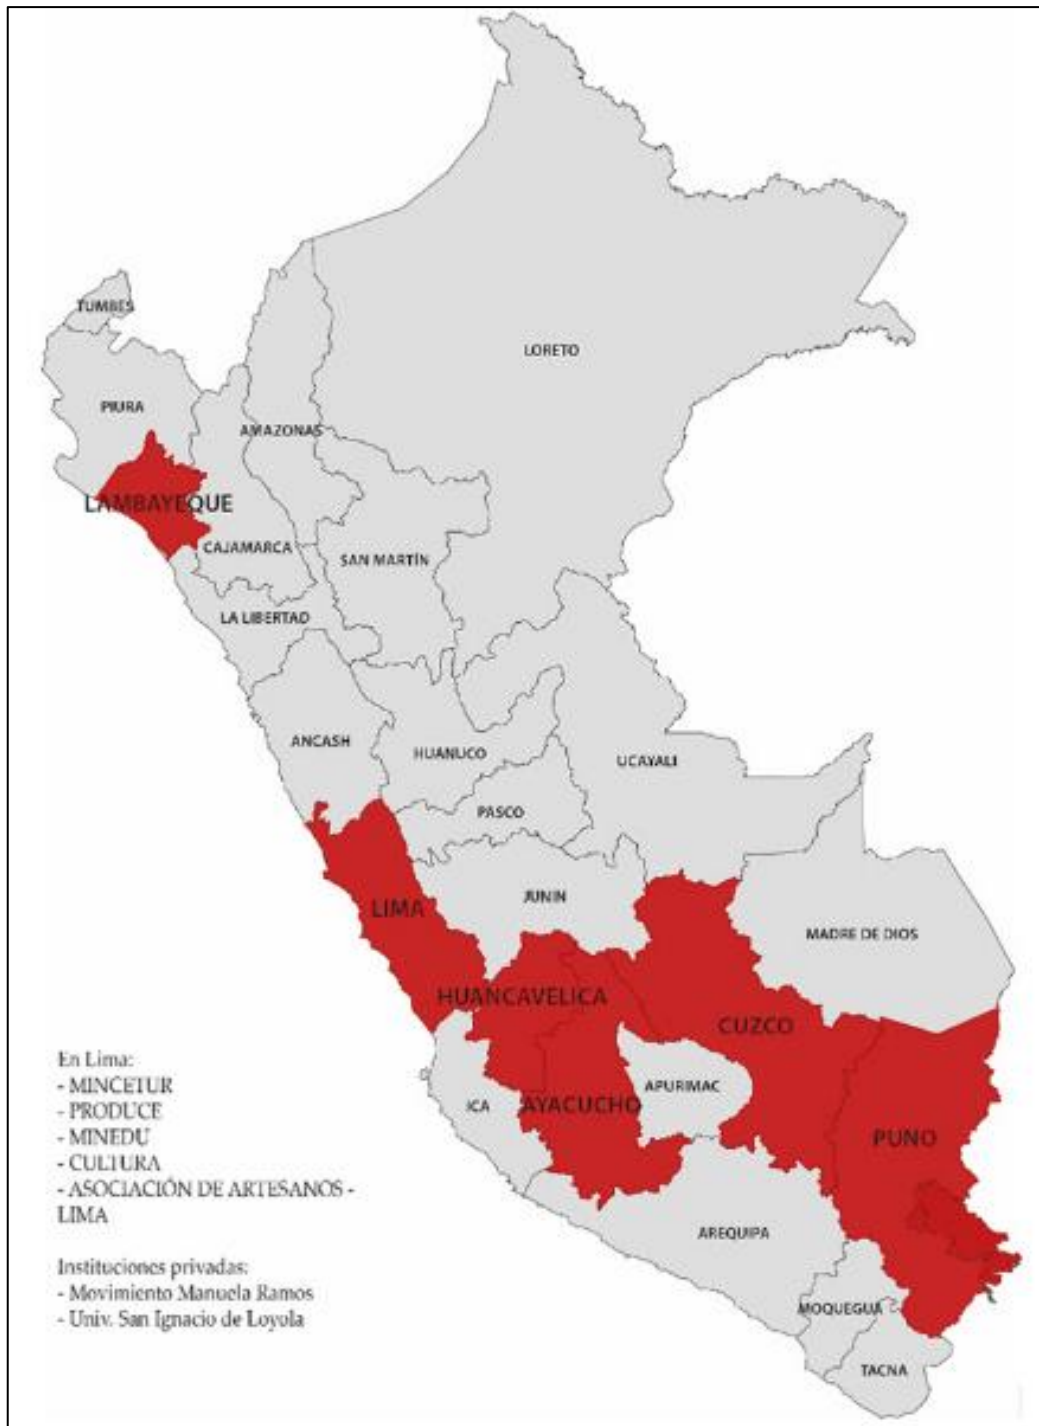 TUMBES
LORETO
PIURA
AMAZONAS
LAMBAYEQUE
CAJAMARCA
SAN MARTÍN
LA LIBERTAD
ANCASH
HUANUCO
UCAYALI
PASCO
JUNIN
LIMA
MADRE DE DIOS
HUANCAVELICA
CUZCO
APURIMAC
ICA
AYACUCHO
PUNO
AREQUIPA
MOQUEGUA
TACNA
En Lima:
- MINCETUR
- PRODUCE
- MINEDU
- CULTURA
- ASOCIACIÓN DE ARTESANOS -
LIMA
Instituciones privadas:
- Movimiento Manuela Ramos
- Univ. San Ignacio de Loyola